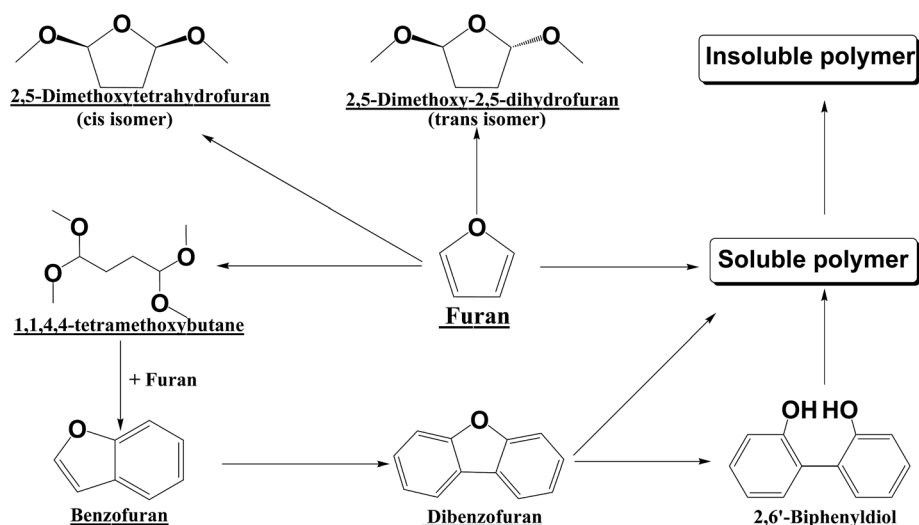 O
O
O
2,5-Dimethoxytetrahydrofuran
(cis isomer)
O
O
O
2,5-Dimethoxy-2,5-dihydrofuran
(trans isomer)
Insoluble polymer
O
O
O
O
1,1,4,4-tetramethoxybutane
O
Furan
Soluble polymer
+ Furan
O
Benzofuran
O
Dibenzofuran
OH HO
2,6'-Biphenyldiol